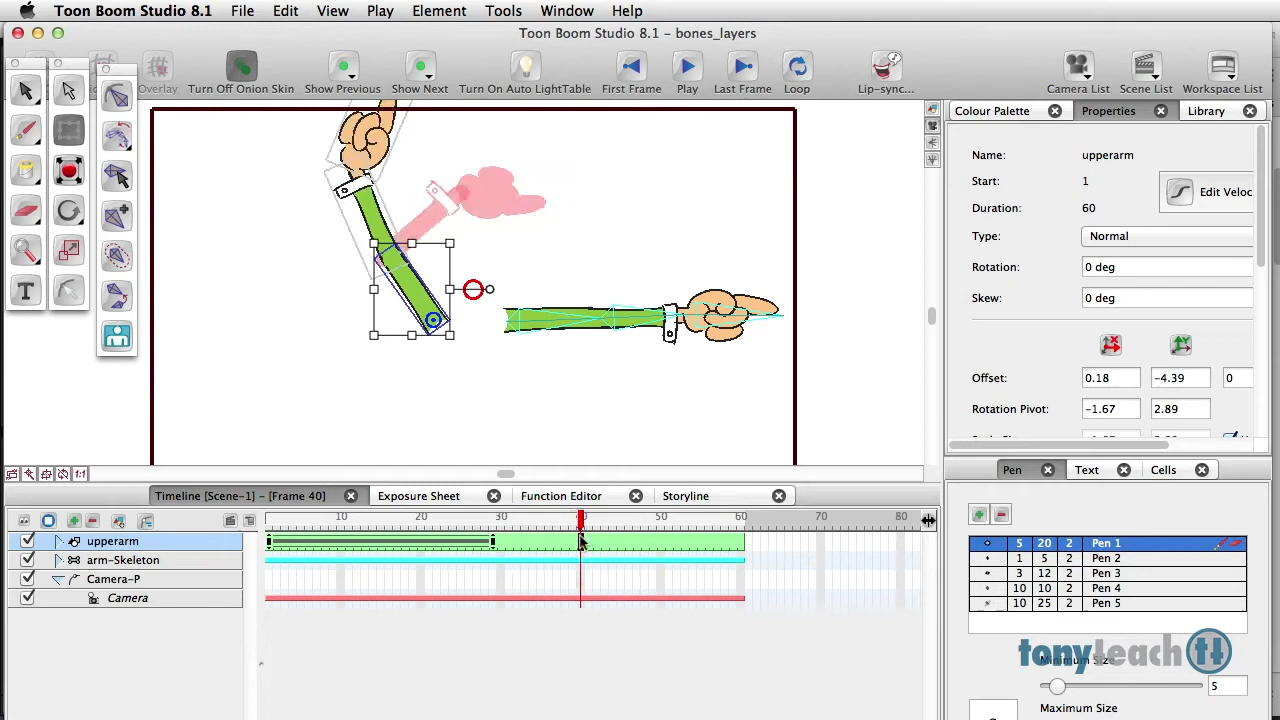 Toon Boom Studio 8.1 File Edit View Play Element Tools Window Help
Toon Boom Studio 8.1 - bones_layers
Overlay Turn Off Onion Skin Show Previous Show Next Turn On Auto LightTable First Frame Play Last Frame Loop Lip-sync... Camera List Scene List Workspace List
Colour Palette Properties Library
Name: upperarm
Start: 1
Duration: 60
Edit Veloc
Type: Normal
Rotation: 0 deg
Skew: 0 deg
Offset: 0.18 -4.39 0
Rotation Pivot: -1.67 2.89
T
1:1
Timeline [Scene-1] - [Frame 40] Exposure Sheet Function Editor Storyline
10 50 60 70 80
upperarm
arm-Skeleton
Camera-P
Camera
Pen Text Cells
5 20 2 Pen 1
1 5 2 Pen 2
3 12 2 Pen 3
10 10 2 Pen 4
10 25 2 Pen 5
tonyleach
Minimum Size
5
Maximum Size